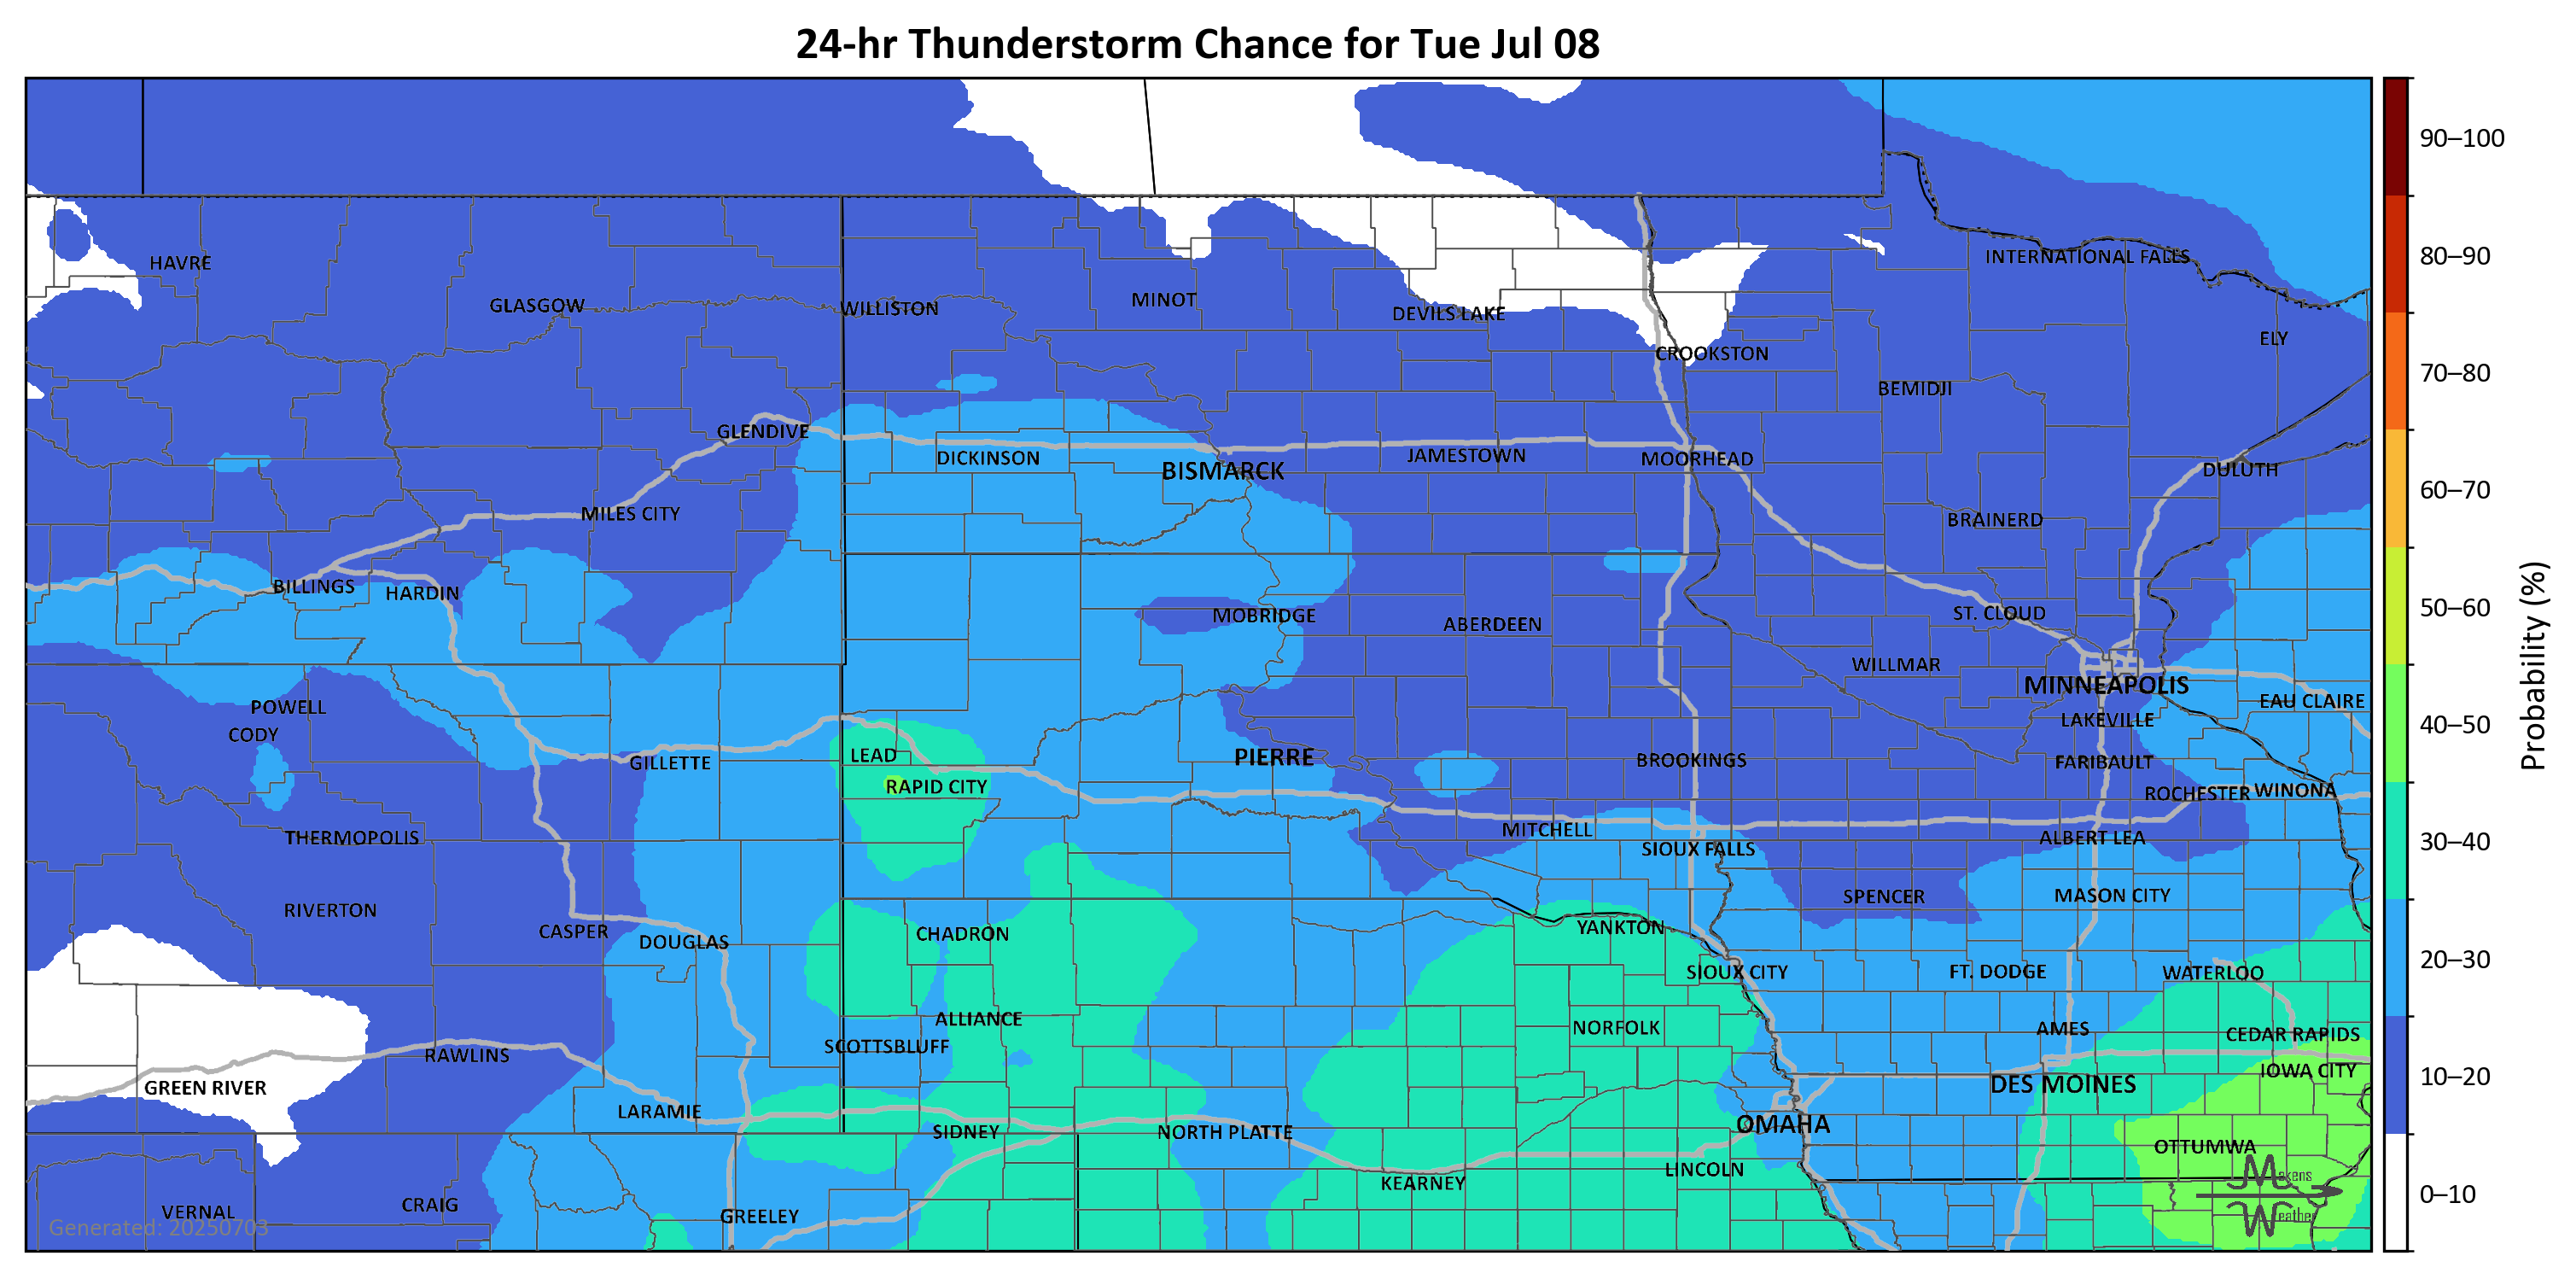 24-hr Thunderstorm Chance for Tue Jul 08
90–100
80–90
70–80
60–70
50–60
40–50
30–40
20–30
10–20
0–10
Probability (%)
HAVRE
INTERNATIONAL FALLS
GLASGOW
WILLISTON
MINOT
DEVILS LAKE
ELY
CROOKSTON
BEMIDJI
GLENDIVE
DICKINSON
BISMARCK
JAMESTOWN
MOORHEAD
DULUTH
MILES CITY
BRAINERD
BILLINGS
HARDIN
MOBRIDGE
ABERDEEN
ST. CLOUD
WILLMAR
MINNEAPOLIS
EAU CLAIRE
POWELL
CODY
LAKEVILLE
GILLETTE
LEAD
PIERRE
BROOKINGS
FARIBAULT
RAPID CITY
ROCHESTER
WINONA
THERMOPOLIS
MITCHELL
ALBERT LEA
SIOUX FALLS
RIVERTON
SPENCER
MASON CITY
CASPER
DOUGLAS
CHADRON
YANKTON
SIOUX CITY
FT. DODGE
WATERLOO
ALLIANCE
NORFOLK
AMES
CEDAR RAPIDS
RAWLINS
SCOTTSBLUFF
IOWA CITY
GREEN RIVER
DES MOINES
LARAMIE
SIDNEY
NORTH PLATTE
OMAHA
OTTUMWA
LINCOLN
KEARNEY
VERNAL
CRAIG
GREELEY
Makens
Weather
Generated: 20250703